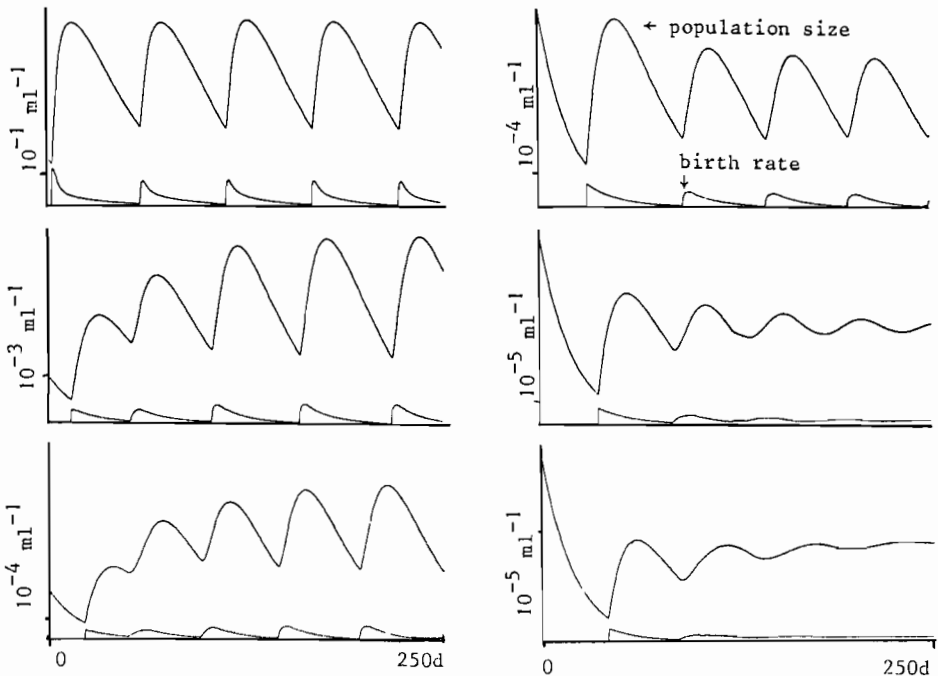 10⁻¹ ml⁻¹
← population size
10⁻⁴ ml⁻¹
birth rate
↓
10⁻³ ml⁻¹
10⁻⁵ ml⁻¹
10⁻⁴ ml⁻¹
10⁻⁵ ml⁻¹
0 250d
0 250d